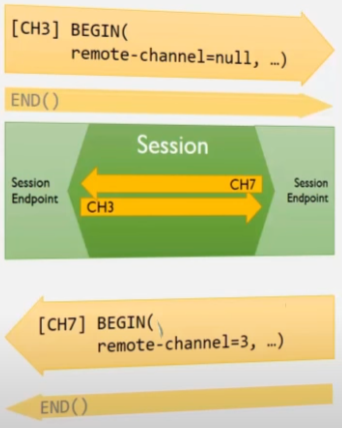 [CH3] BEGIN(
remote-channel=null, …)
END()
Session
Session
Endpoint
CH7
CH3
Session
Endpoint
[CH7] BEGIN(
remote-channel=3, …)
END()